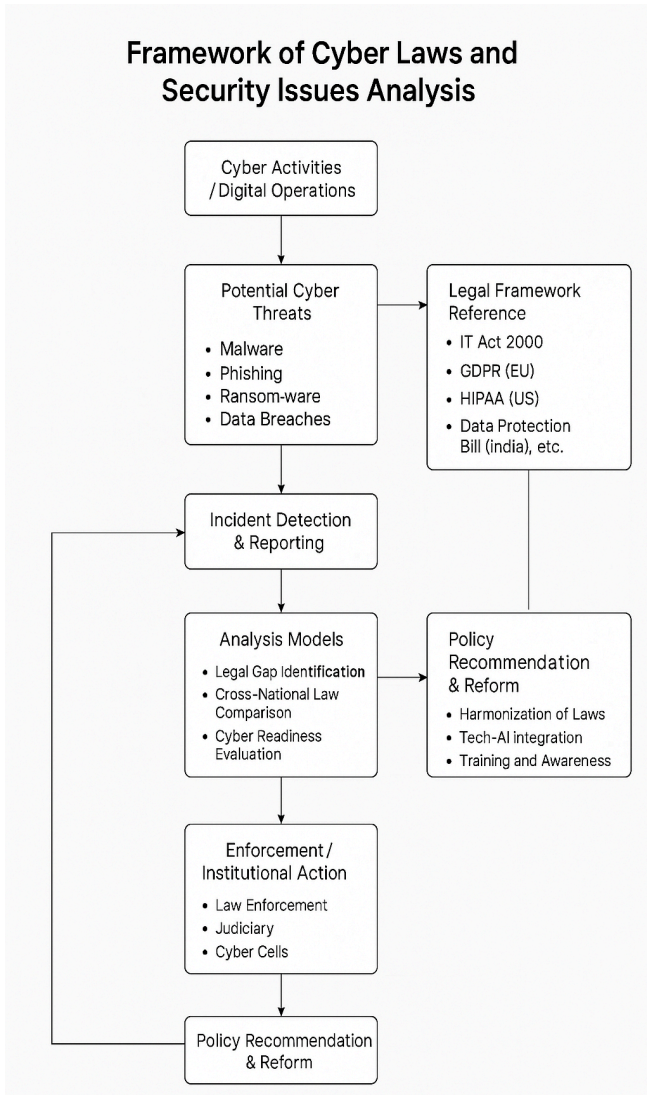 Framework of Cyber Laws and
Security Issues Analysis
Cyber Activities
/Digital Operations
Potential Cyber
Threats
• Malware
• Phishing
• Ransom-ware
• Data Breaches
Legal Framework
Reference
• IT Act 2000
• GDPR (EU)
• HIPAA (US)
• Data Protection
Bill (india), etc.
Incident Detection
& Reporting
Analysis Models
• Legal Gap Identification
• Cross-National Law
Comparison
• Cyber Readiness
Evaluation
Policy
Recommendation
& Reform
• Harmonization of Laws
• Tech-AI integration
• Training and Awareness
Enforcement/
Institutional Action
• Law Enforcement
• Judiciary
• Cyber Cells
Policy Recommendation
& Reform